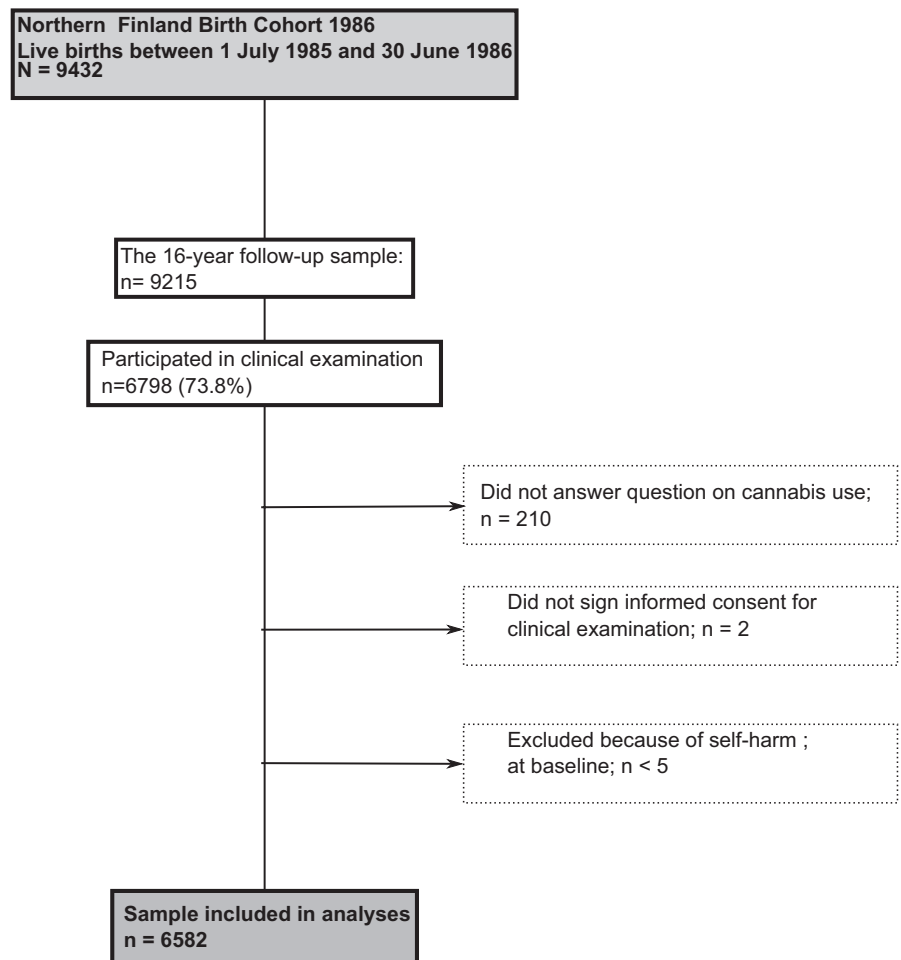 Northern Finland Birth Cohort 1986
Live births between 1 July 1985 and 30 June 1986
N = 9432
The 16-year follow-up sample:
n= 9215
Participated in clinical examination
n=6798 (73.8%)
Did not answer question on cannabis use;
n = 210
Did not sign informed consent for
clinical examination; n = 2
Excluded because of self-harm ;
at baseline; n < 5
Sample included in analyses
n = 6582